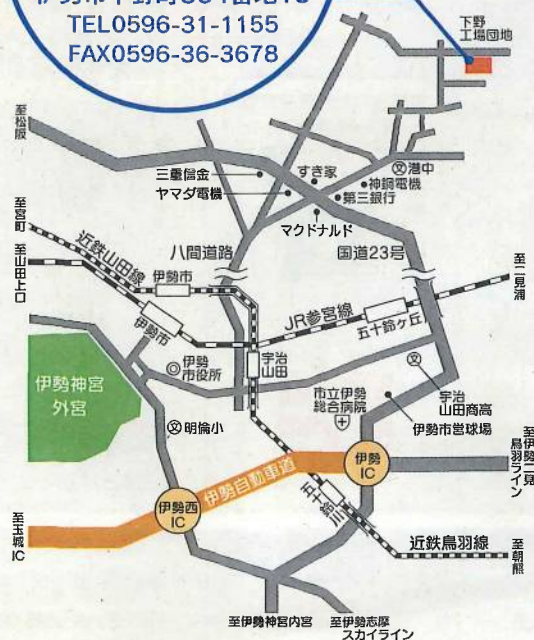 TEL0596-31-1155
FAX0596-36-3678
下野
工場団地
至松阪
三重信金
すき家
港中
ヤマダ電機
神鋼電機
第三銀行
マクドナルド
至宮町
至山田上口
近鉄山田線
八間道路
国道23号
至二見浦
伊勢市
伊勢市
JR参宮線
五十鈴ヶ丘
伊勢神宮
外宮
伊勢
市役所
宇治
山田
市立伊勢
総合病院
宇治
山田商高
文明倫小
伊勢市営球場
至伊勢二見
鳥羽ライン
伊勢
IC
伊勢自動車道
伊勢西
IC
五十鈴川
至玉城
IC
近鉄鳥羽線
至朝熊
至伊勢神宮内宮
至伊勢志摩
スカイライン